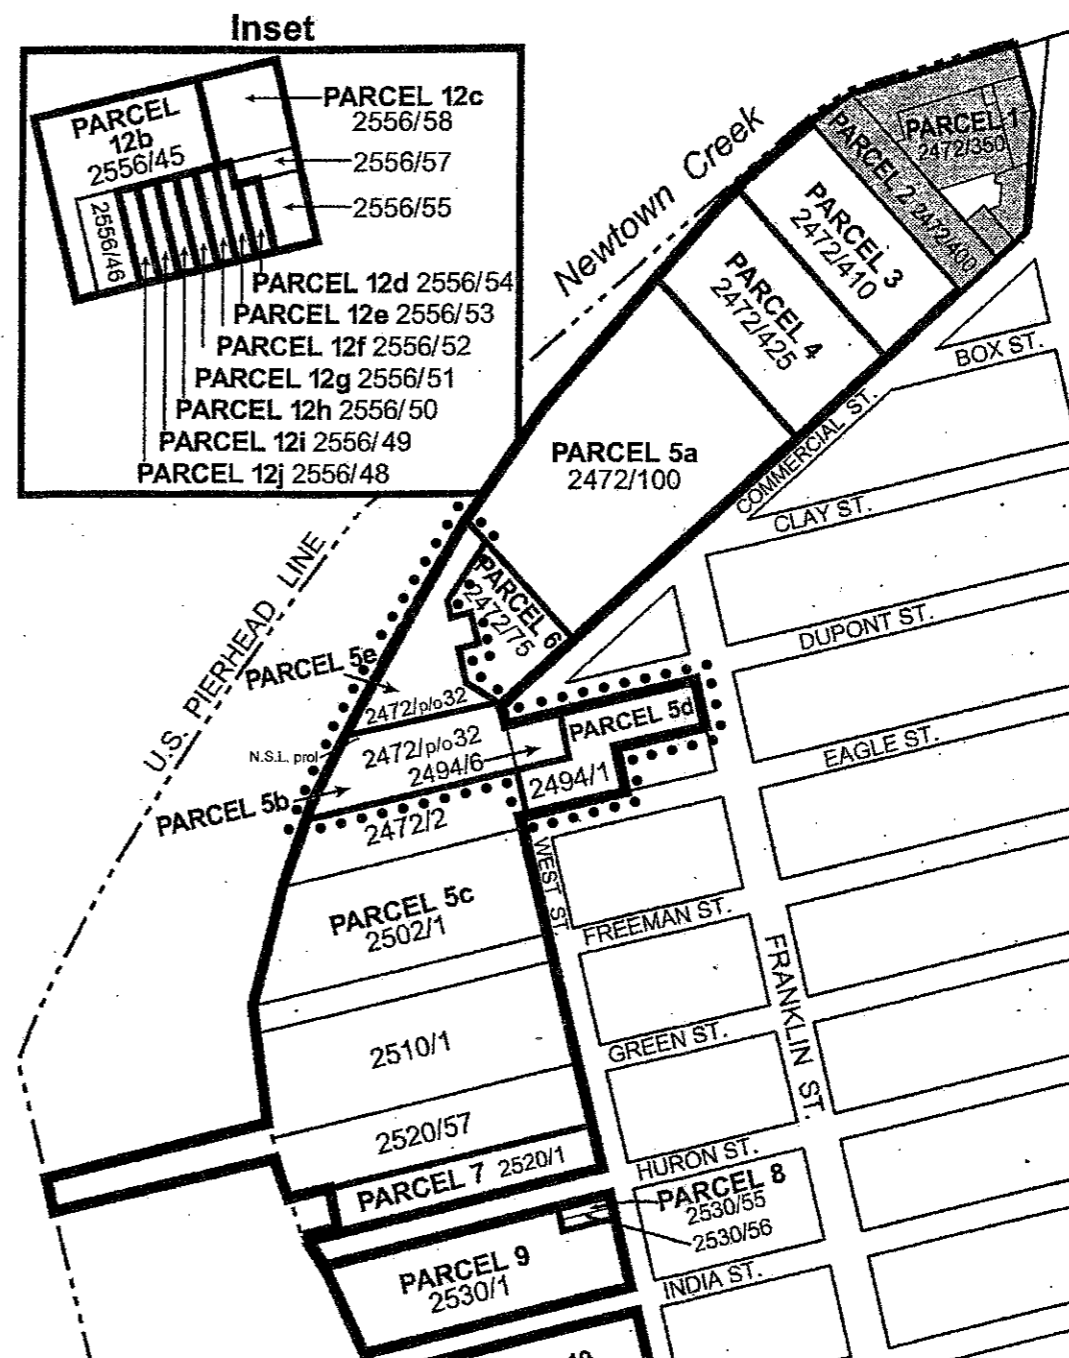 Inset
PARCEL
12b
2556/45
PARCEL 12c
2556/58
2556/57
2556/55
2556/46
PARCEL 12d 2556/54
PARCEL 12e 2556/53
PARCEL 12f 2556/52
PARCEL 12g 2556/51
PARCEL 12h 2556/50
PARCEL 12i 2556/49
PARCEL 12j 2556/48
Newtown Creek
PARCEL 1
2472/350
PARCEL 2 2472/400
PARCEL 3
2472/410
PARCEL 4
2472/425
BOX ST.
COMMERCIAL ST.
PARCEL 5a
2472/100
CLAY ST.
U.S. PIERHEAD LINE
PARCEL 6
2472/75
DUPONT ST.
PARCEL 5e
2472/p/o32
PARCEL 5d
N.S.L. prol
2472/p/o32
2494/6
EAGLE ST.
2494/1
PARCEL 5b
2472/2
WEST ST.
PARCEL 5c
2502/1
FREEMAN ST.
FRANKLIN ST.
2510/1
GREEN ST.
2520/57
PARCEL 7 2520/1
HURON ST.
PARCEL 8
2530/55
2530/56
PARCEL 9
2530/1
INDIA ST.